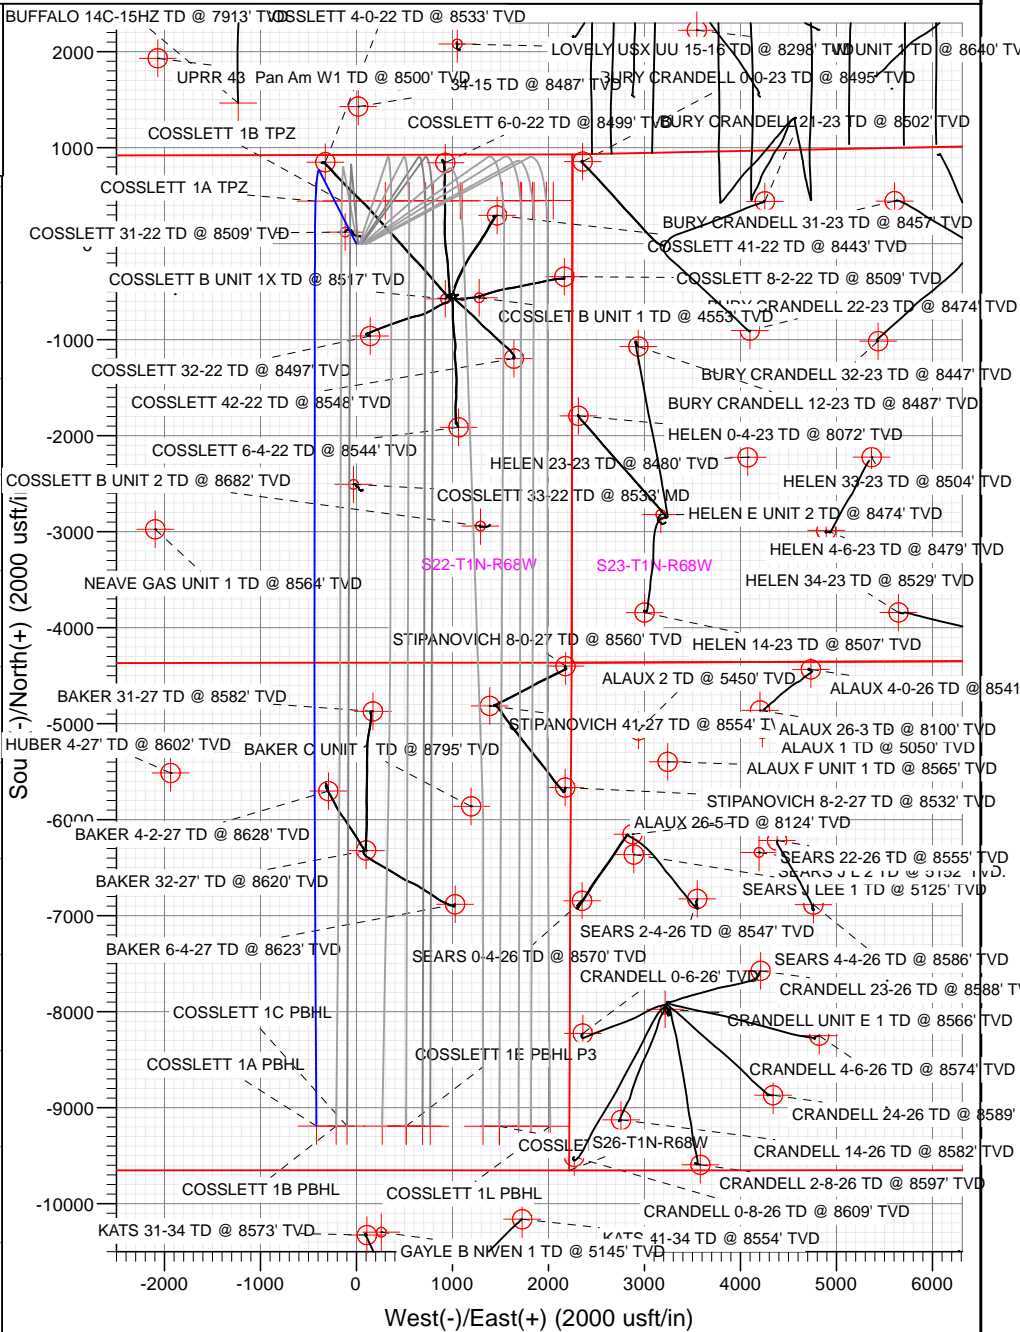 BUFFALO 14C-15HZ TD @ 7913' TVD
COSSLETT 4-0-22 TD @ 8533' TVD
2000
LOVELY USX UU 15-16 TD @ 8298' TVD
UNIT 1 TD @ 8640' TVD
UPRR 43 Pan Am W1 TD @ 8500' TVD
34-15 TD @ 8487' TVD
BURY CRANDELL 0-0-23 TD @ 8495' TVD
COSSLETT 6-0-22 TD @ 8499' TVD
BURY CRANDELL 21-23 TD @ 8502' TVD
COSSLETT 1B TPZ
1000
COSSLETT 1A TPZ
BURY CRANDELL 31-23 TD @ 8457' TVD
COSSLETT 31-22 TD @ 8509' TVD
0
COSSLETT 41-22 TD @ 8443' TVD
COSSLETT B UNIT 1X TD @ 8517' TVD
COSSLETT 8-2-22 TD @ 8509' TVD
BURY CRANDELL 22-23 TD @ 8474' TVD
COSSLET B UNIT 1 TD @ 4553' TVD
-1000
COSSLETT 32-22 TD @ 8497' TVD
BURY CRANDELL 32-23 TD @ 8447' TVD
COSSLETT 42-22 TD @ 8548' TVD
BURY CRANDELL 12-23 TD @ 8487' TVD
-2000
HELEN 0-4-23 TD @ 8072' TVD
COSSLETT 6-4-22 TD @ 8544' TVD
HELEN 23-23 TD @ 8480' TVD
COSSLETT B UNIT 2 TD @ 8682' TVD
HELEN 33-23 TD @ 8504' TVD
COSSLETT 33-22 TD @ 8533' MD
HELEN E UNIT 2 TD @ 8474' TVD
-3000
HELEN 4-6-23 TD @ 8479' TVD
S22-T1N-R68W
S23-T1N-R68W
NEAVE GAS UNIT 1 TD @ 8564' TVD
HELEN 34-23 TD @ 8529' TVD
-4000
STIPANOVICH 8-0-27 TD @ 8560' TVD
HELEN 14-23 TD @ 8507' TVD
ALAUX 2 TD @ 5450' TVD
BAKER 31-27 TD @ 8582' TVD
ALAUX 4-0-26 TD @ 8541
-5000
STIPANOVICH 41-27 TD @ 8554' TV
ALAUX 26-3 TD @ 8100' TVD
HUBER 4-27' TD @ 8602' TVD
BAKER C UNIT 1 TD @ 8795' TVD
ALAUX 1 TD @ 5050' TVD
ALAUX F UNIT 1 TD @ 8565' TVD
STIPANOVICH 8-2-27 TD @ 8532' TVD
-6000
ALAUX 26-5 TD @ 8124' TVD
BAKER 4-2-27 TD @ 8628' TVD
SEARS 22-26 TD @ 8555' TVD
SEARS J L 2 TD @ 5152' TVD.
BAKER 32-27' TD @ 8620' TVD
SEARS J LEE 1 TD @ 5125' TVD
-7000
SEARS 2-4-26 TD @ 8547' TVD
BAKER 6-4-27 TD @ 8623' TVD
SEARS 0-4-26 TD @ 8570' TVD
SEARS 4-4-26 TD @ 8586' TVD
CRANDELL 0-6-26' TVD
CRANDELL 23-26 TD @ 8588' TV
-8000
COSSLETT 1C PBHL
CRANDELL UNIT E 1 TD @ 8566' TVD
COSSLETT 1A PBHL
COSSLETT 1E PBHL P3
CRANDELL 4-6-26 TD @ 8574' TVD
-9000
CRANDELL 24-26 TD @ 8589'
COSSLET
S26-T1N-R68W
CRANDELL 14-26 TD @ 8582' TVD
COSSLETT 1B PBHL
COSSLETT 1L PBHL
CRANDELL 2-8-26 TD @ 8597' TVD
-10000
CRANDELL 0-8-26 TD @ 8609' TVD
KATS 31-34 TD @ 8573' TVD
KATS 41-34 TD @ 8554' TVD
GAYLE B NIVEN 1 TD @ 5145' TVD
-2000 -1000 0 1000 2000 3000 4000 5000 6000
West(-)/East(+) (2000 usft/in)
Sou (-)/North(+) (2000 usft/i